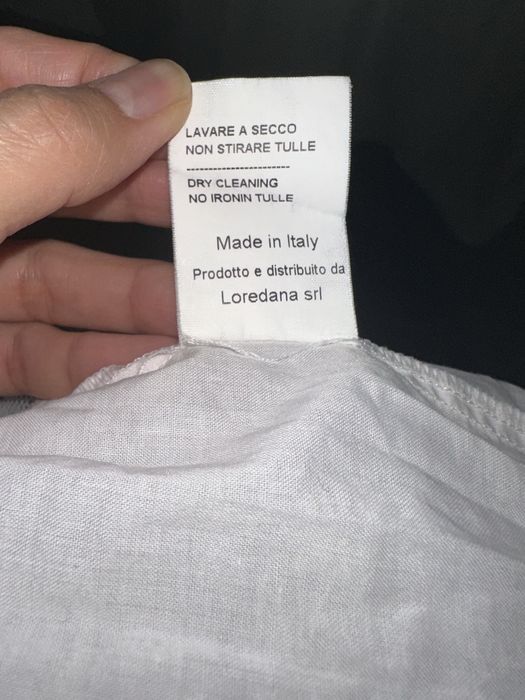 LAVARE A SECCO
NON STIRARE TULLE
-----------------------
DRY CLEANING
NO IRONIN TULLE
Made in Italy
Prodotto e distribuito da
Loredana srl